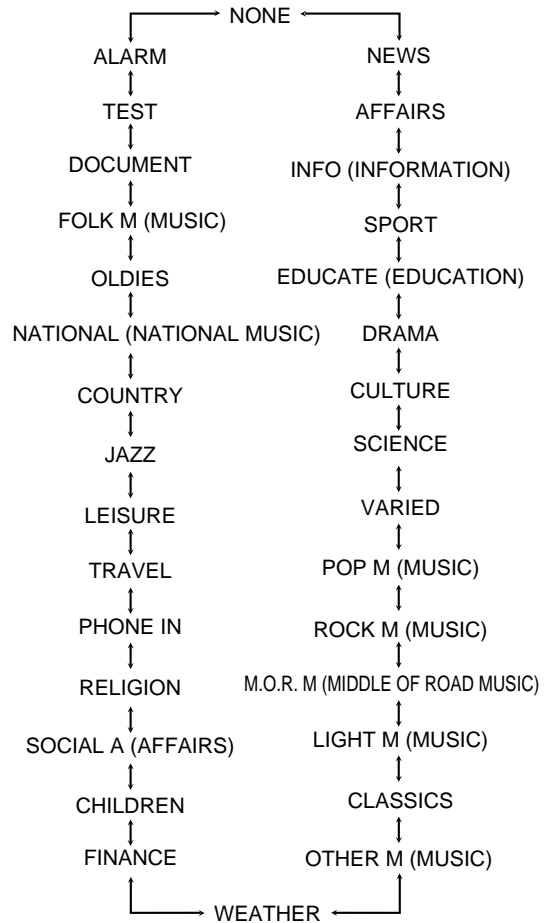 NONE
ALARM NEWS
TEST AFFAIRS
DOCUMENT INFO (INFORMATION)
FOLK M (MUSIC) SPORT
OLDIES EDUCATE (EDUCATION)
NATIONAL (NATIONAL MUSIC) DRAMA
COUNTRY CULTURE
JAZZ SCIENCE
LEISURE VARIED
TRAVEL POP M (MUSIC)
PHONE IN ROCK M (MUSIC)
RELIGION M.O.R. M (MIDDLE OF ROAD MUSIC)
SOCIAL A (AFFAIRS) LIGHT M (MUSIC)
CHILDREN CLASSICS
FINANCE OTHER M (MUSIC)
WEATHER